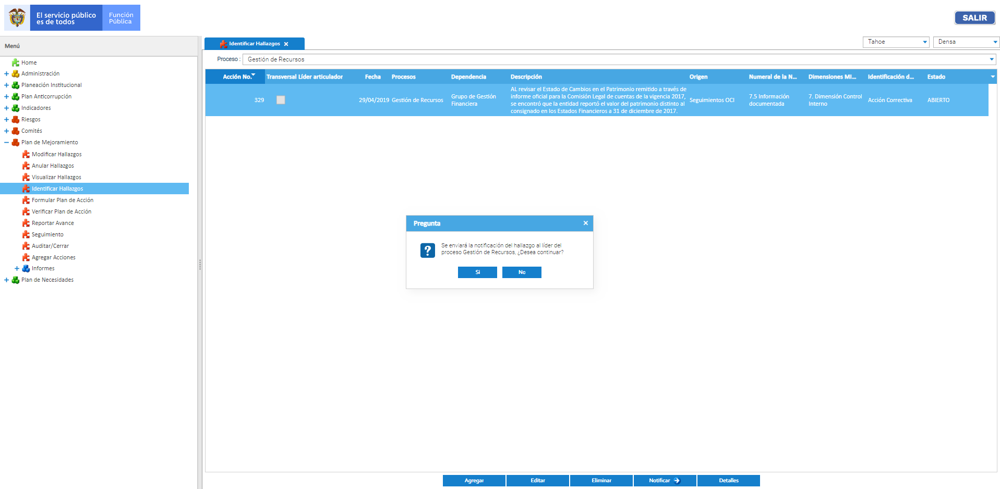 El servicio público
es de todos
Función
Pública
SALIR
Menú
Identificar Hallazgos
Tahoe
Densa
Home
Administración
Planeación Institucional
Plan Anticorrupción
Indicadores
Riesgos
Comités
Plan de Mejoramiento
Modificar Hallazgos
Anular Hallazgos
Visualizar Hallazgos
Identificar Hallazgos
Formular Plan de Acción
Verificar Plan de Acción
Reportar Avance
Seguimiento
Auditar/Cerrar
Agregar Acciones
Informes
Plan de Necesidades
Proceso : Gestión de Recursos
Acción No. Transversal Líder articulador Fecha Procesos Dependencia Descripción Origen Numeral de la N... Dimensiones MI... Identificación d... Estado
329 29/04/2019 Gestión de Recursos
Grupo de Gestión
Financiera
AL revisar el Estado de Cambios en el Patrimonio remitido a través de
informe oficial para la Comisión Legal de cuentas de la vigencia 2017,
se encontró que la entidad reportó el valor del patrimonio distinto al
consignado en los Estados Financieros a 31 de diciembre de 2017.
Seguimientos OCI
7.5 Información
documentada
7. Dimensión Control
Interno
Acción Correctiva
ABIERTO
Pregunta
Se enviará la notificación del hallazgo al líder del
proceso Gestión de Recursos, ¿Desea continuar?
Si No
Agregar Editar Eliminar Notificar Detalles